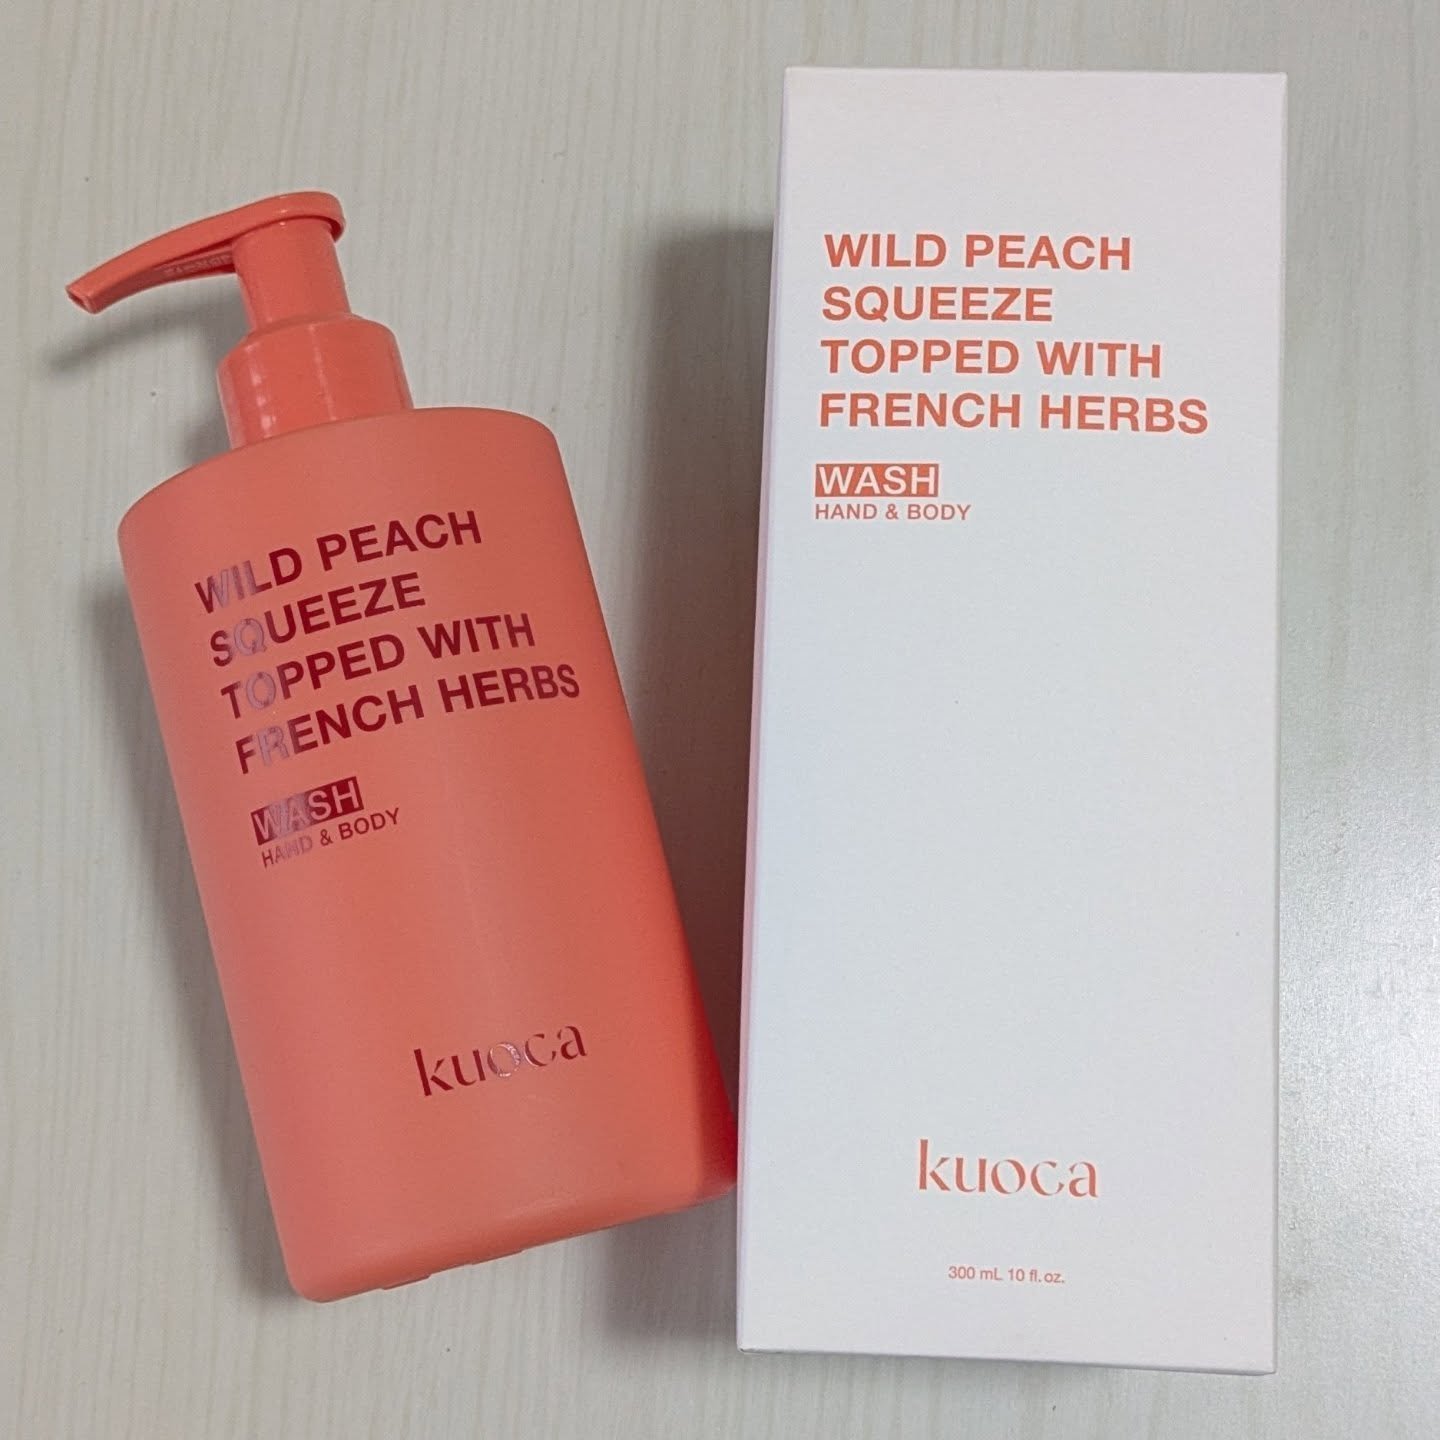 WILD PEACH
SQUEEZE
TOPPED WITH
FRENCH HERBS
WASH
HAND & BODY
kuoca
WILD PEACH
SQUEEZE
TOPPED WITH
FRENCH HERBS
WASH
HAND & BODY
kuoca
300 mL 10 fl. oz.